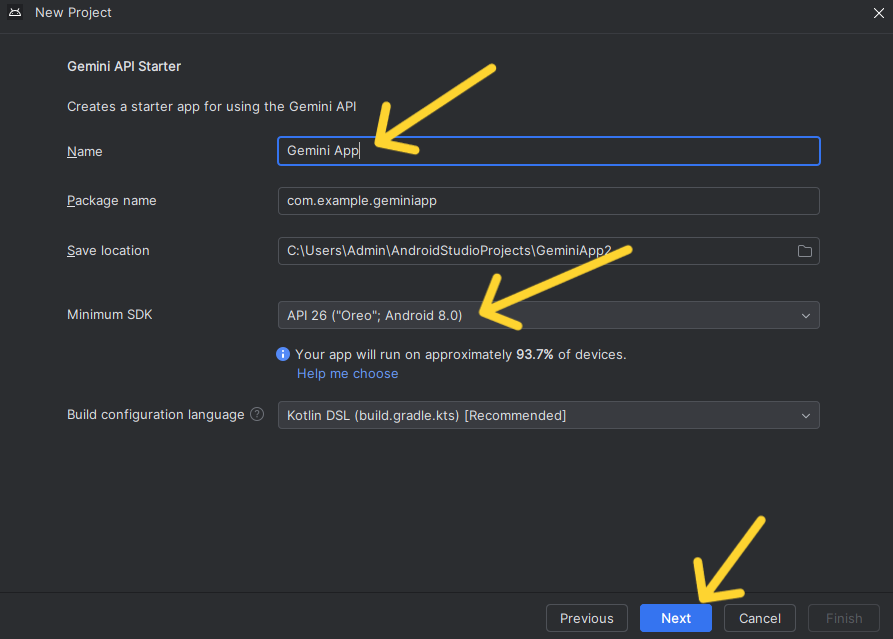 New Project
Gemini API Starter
Creates a starter app for using the Gemini API
Name
Gemini App
Package name
com.example.geminiapp
Save location
C:\Users\Admin\AndroidStudioProjects\GeminiApp2
Minimum SDK
API 26 ("Oreo"; Android 8.0)
Your app will run on approximately 93.7% of devices.
Help me choose
Build configuration language ?
Kotlin DSL (build.gradle.kts) [Recommended]
Previous
Next
Cancel
Finish